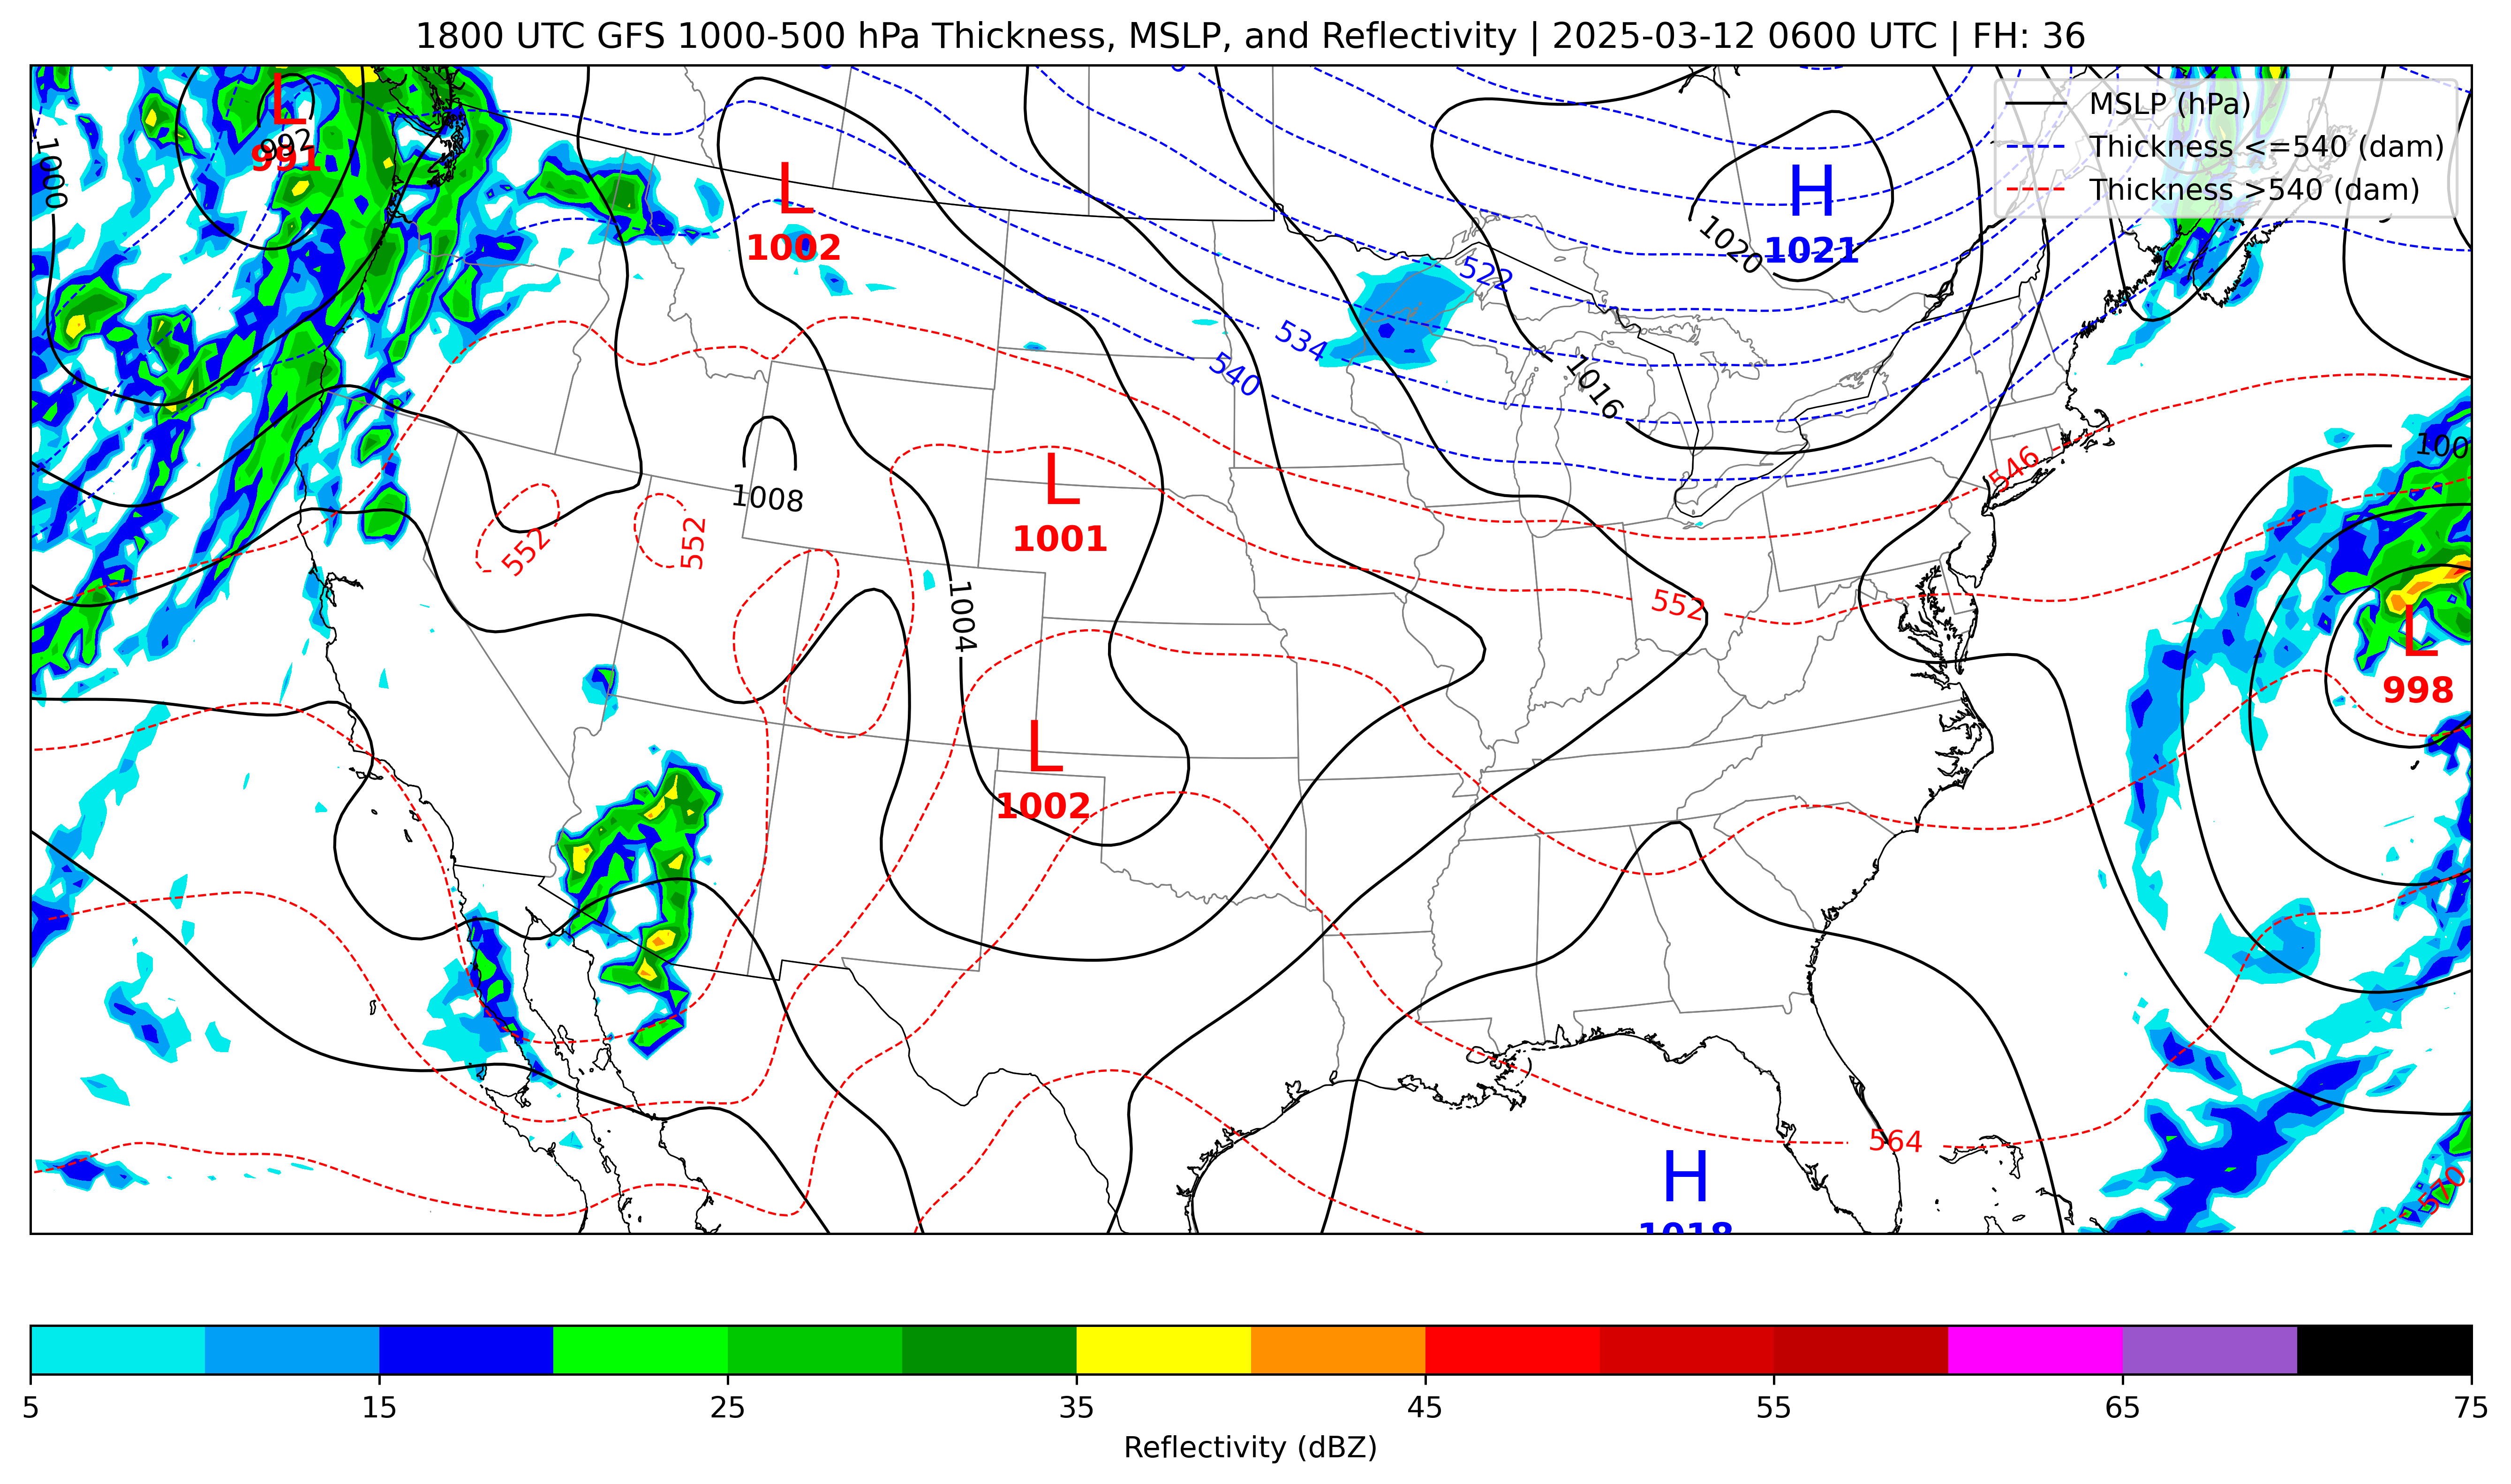 1800 UTC GFS 1000-500 hPa Thickness, MSLP, and Reflectivity | 2025-03-12 0600 UTC | FH: 36
MSLP (hPa)
Thickness <=540 (dam)
Thickness >540 (dam)
L
992
991
1000
L
1002
H
1021
1020
522
534
540
1016
546
100
L
1001
1008
552
552
552
1004
L
998
L
1002
564
H
1018
570
5 15 25 35 45 55 65 75
Reflectivity (dBZ)